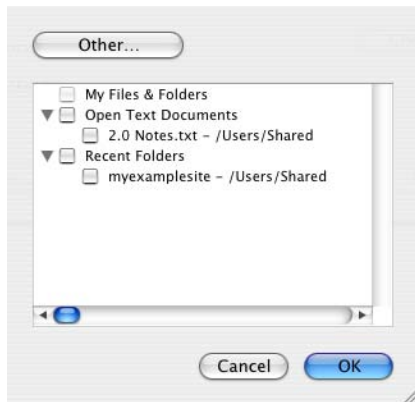 Other...
My Files & Folders
Open Text Documents
2.0 Notes.txt – /Users/Shared
Recent Folders
myexamplesite – /Users/Shared
Cancel
OK